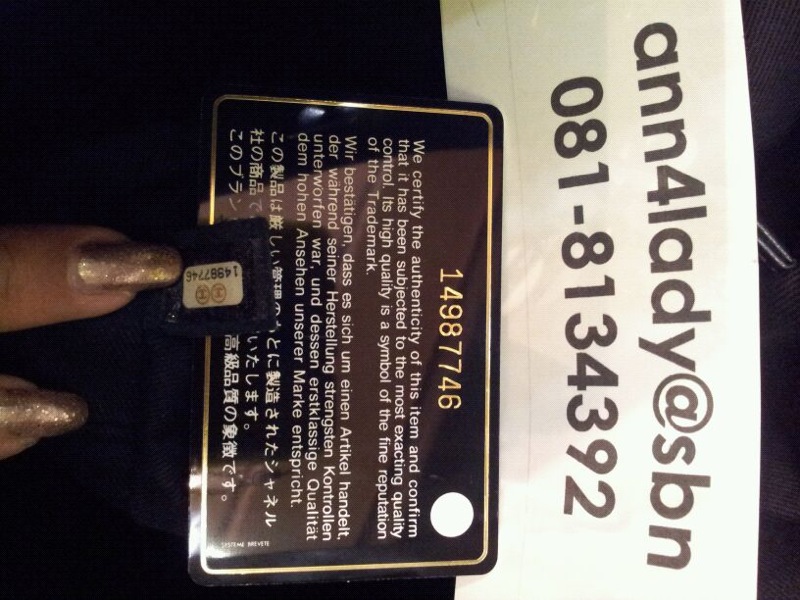 ann4lady@sbn
081-8134392
14987746
We certify the authenticity of this item and confirm
that it has been subjected to the most exacting quality
control. Its high quality is a symbol of the fine reputation
of the Trademark.
Wir bestätigen, dass es sich um einen Artikel handelt,
der während seiner Herstellung strengsten Kontrollen
unterworfen war, und dessen erstklassige Qualität
dem hohen Ansehen unserer Marke entspricht.
この製品は厳しい管理のもとに製造されたシャネル
社の商品で いたします。
このブラン 高級品質の象徴です。
SYSTEME BREVETE
14987746